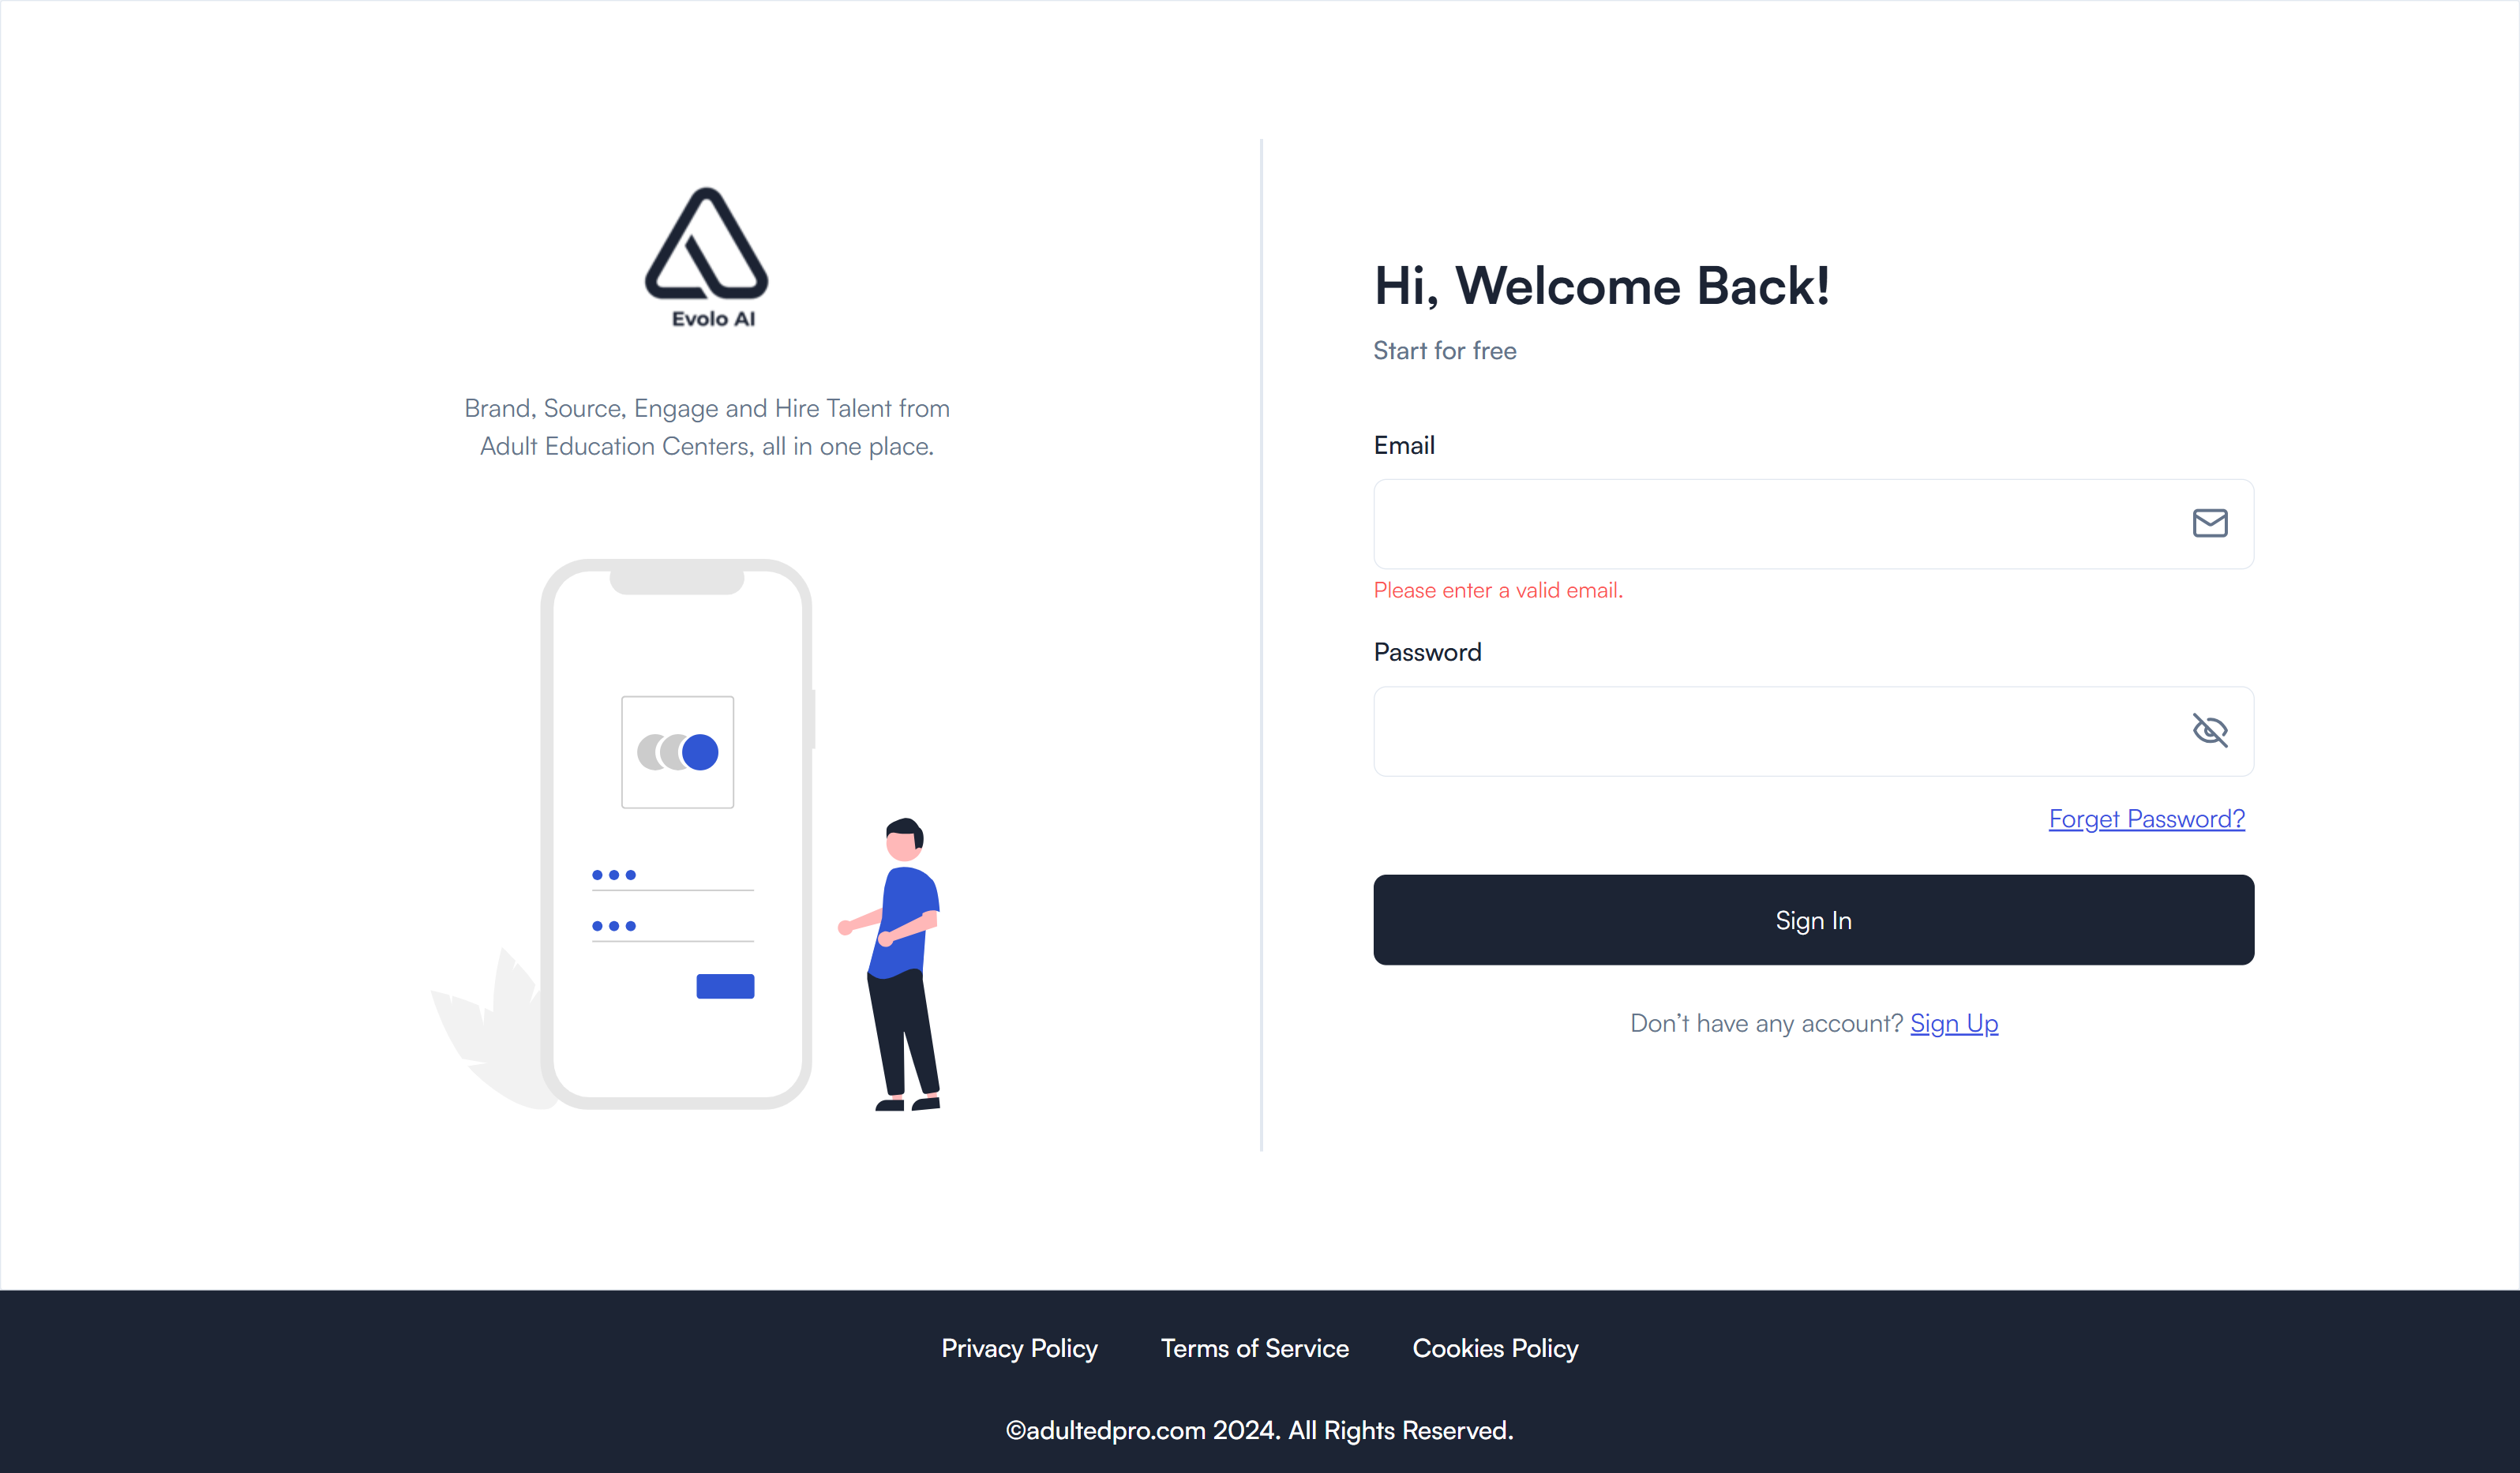 Evolo AI
Brand, Source, Engage and Hire Talent from
Adult Education Centers, all in one place.
Hi, Welcome Back!
Start for free
Email
Please enter a valid email.
Password
Forget Password?
Sign In
Don’t have any account? Sign Up
Privacy Policy Terms of Service Cookies Policy
©adultedpro.com 2024. All Rights Reserved.